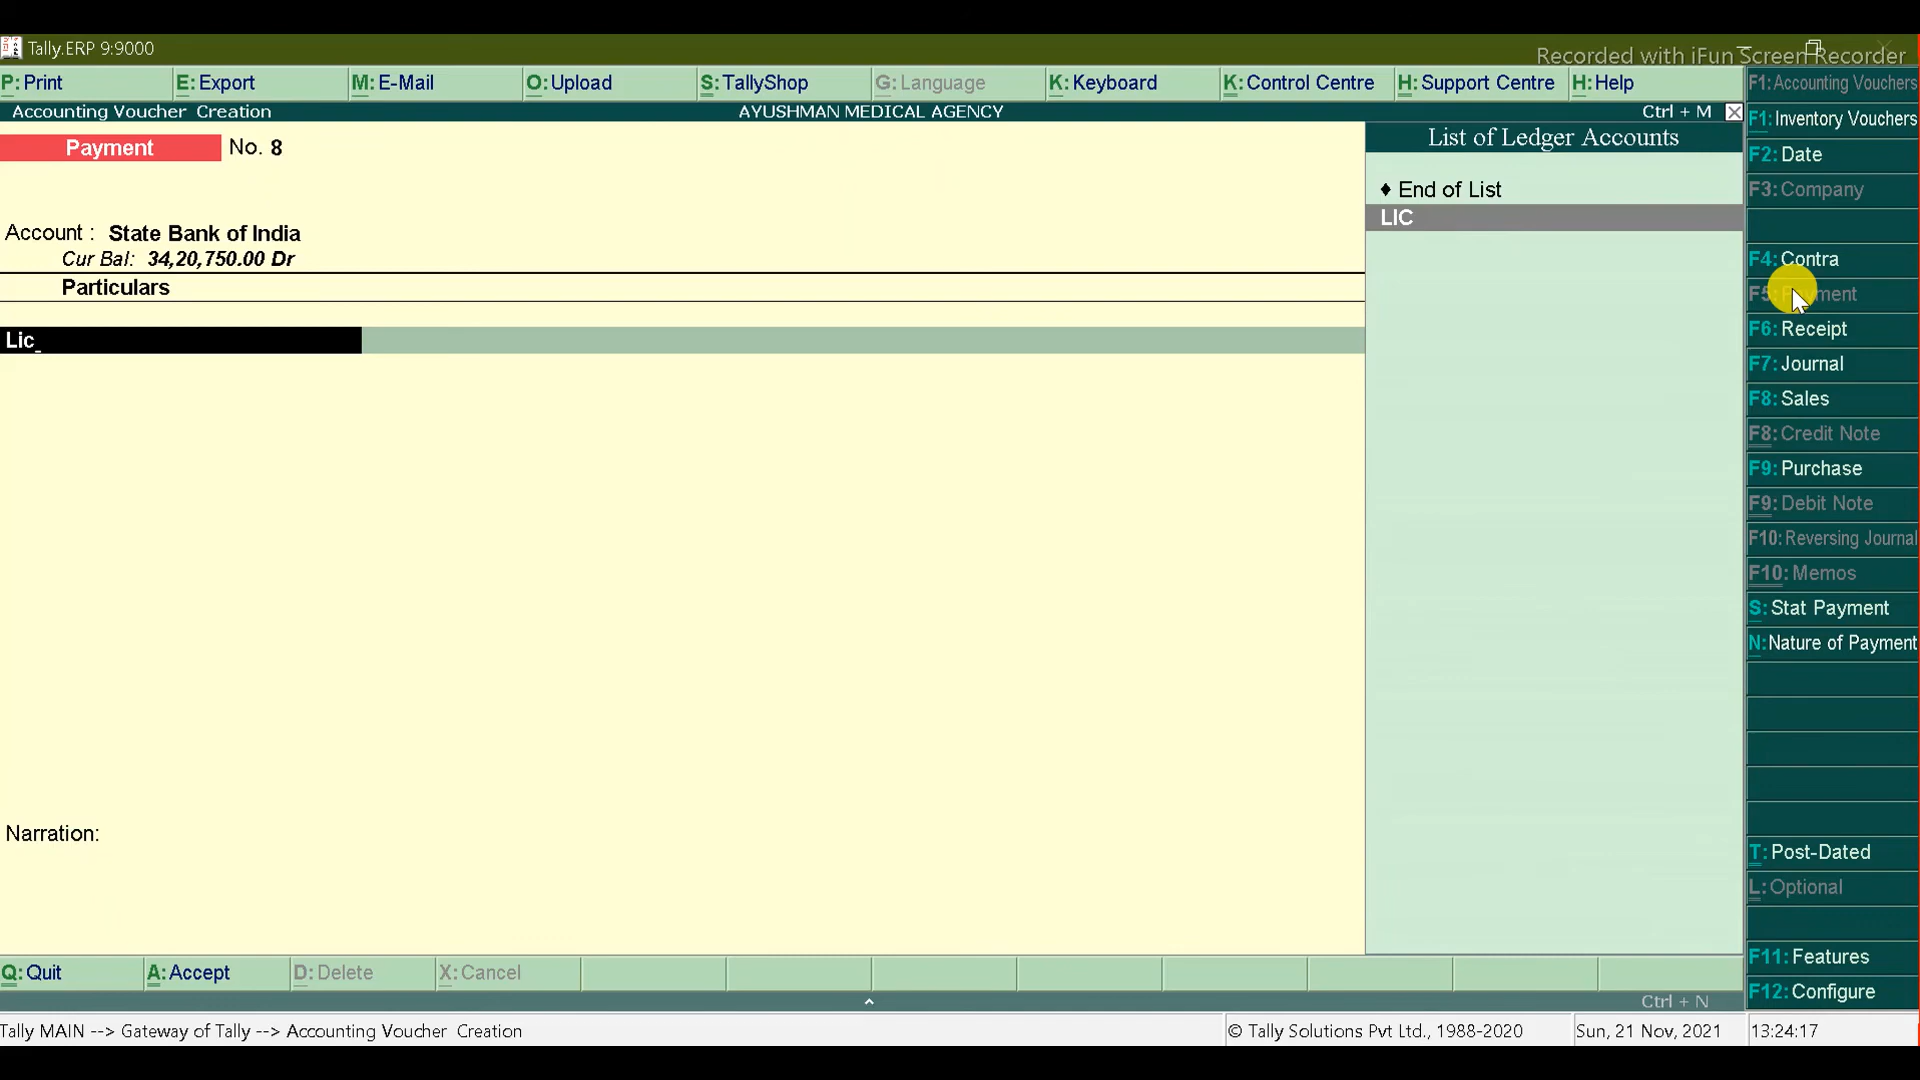 Tally.ERP 9:9000
Recorded with iFun Screen Recorder
P: Print E: Export M: E-Mail O: Upload S: TallyShop G: Language K: Keyboard K: Control Centre H: Support Centre H: Help F1: Accounting Vouchers
Accounting Voucher Creation AYUSHMAN MEDICAL AGENCY Ctrl + M
F1: Inventory Vouchers
Payment No. 8
List of Ledger Accounts
F2: Date
♦ End of List
F3: Company
LIC
Account : State Bank of India
Cur Bal: 34,20,750.00 Dr
F4: Contra
Particulars
F5: Payment
F6: Receipt
Lic
F7: Journal
F8: Sales
F8: Credit Note
F9: Purchase
F9: Debit Note
F10: Reversing Journal
F10: Memos
S: Stat Payment
N: Nature of Payment
Narration:
T: Post-Dated
L: Optional
F11: Features
Q: Quit A: Accept D: Delete X: Cancel
F12: Configure
Ctrl + N
Tally MAIN --> Gateway of Tally --> Accounting Voucher Creation © Tally Solutions Pvt Ltd., 1988-2020 Sun, 21 Nov, 2021 13:24:17